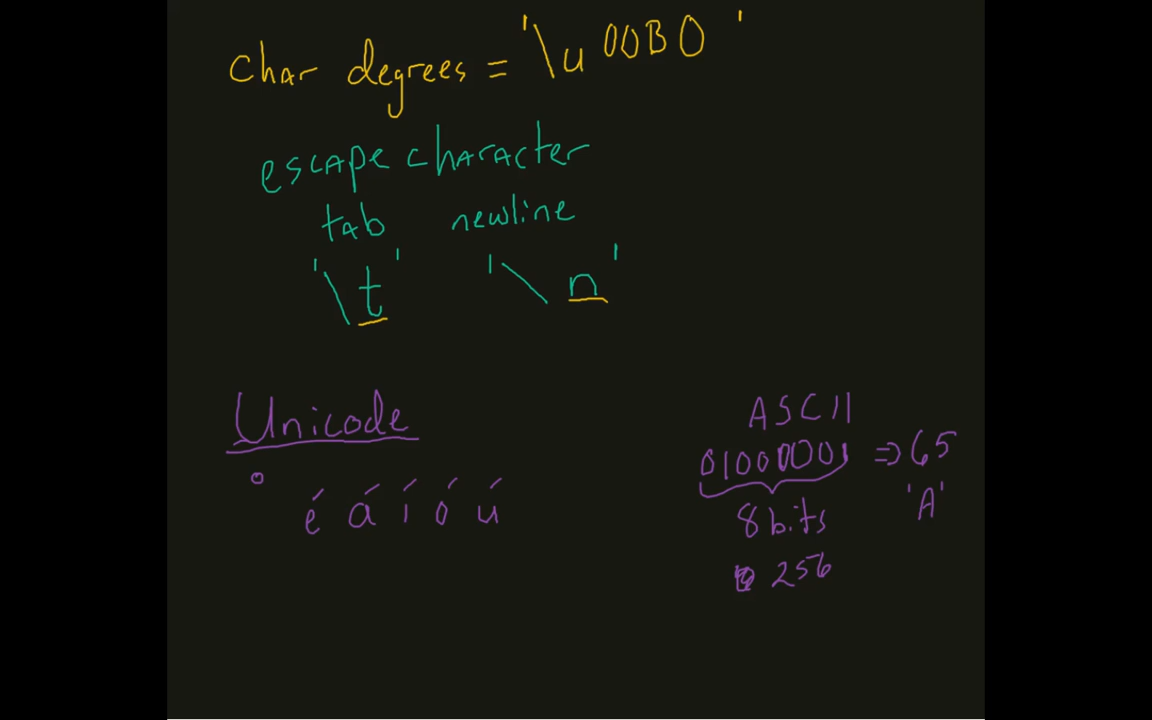 char degrees = '\u00B0'
escape character
tab newline
'\t' '\n'
Unicode
° é á í ó ú
ASCII
01000001 => 65
8 bits 'A'
256